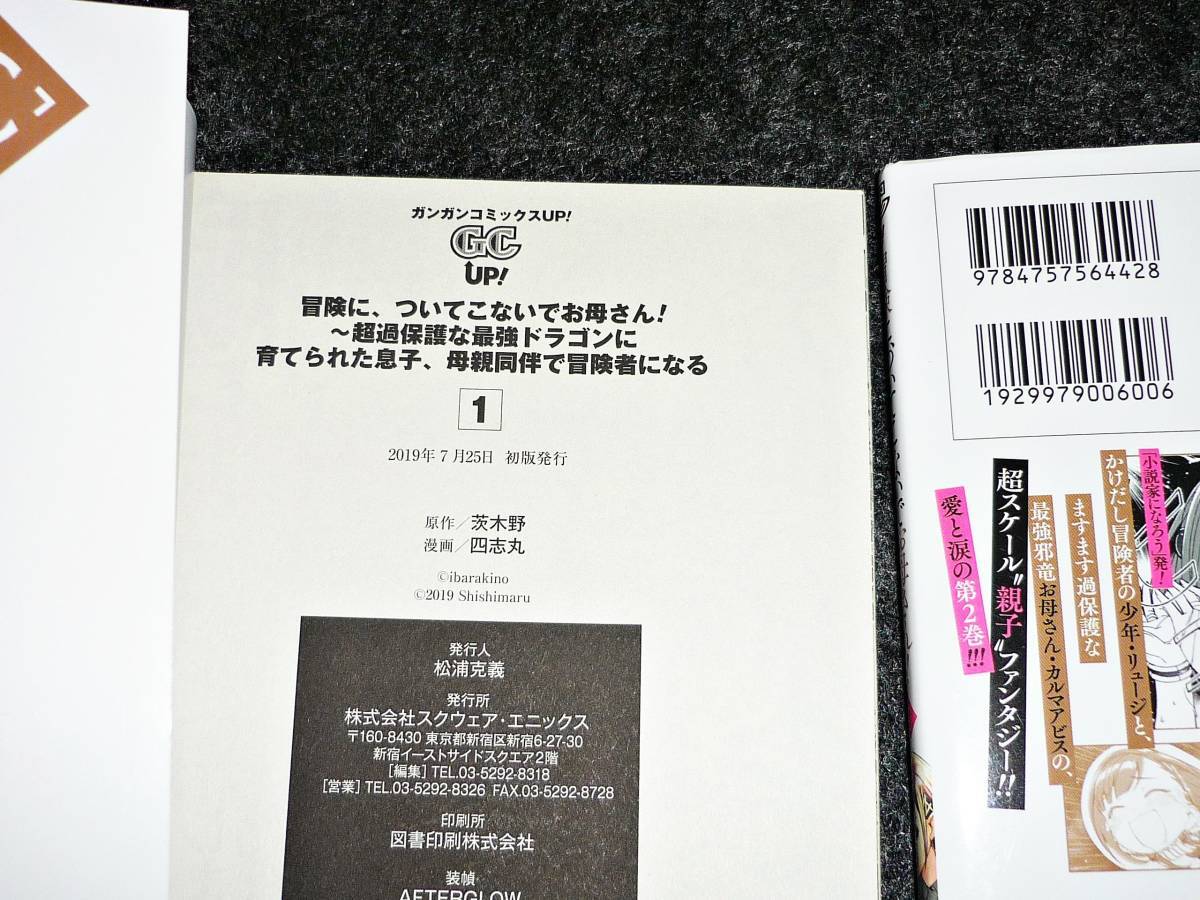 ガンガンコミックスUP!
GC
UP!
冒険に、ついてこないでお母さん!
～超過保護な最強ドラゴンに
育てられた息子、母親同伴で冒険者になる
1
2019年7月25日 初版発行
原作／茨木野
漫画／四志丸
©ibarakino
©2019 Shishimaru
発行人
松浦克義
発行所
株式会社スクウェア・エニックス
〒160-8430 東京都新宿区新宿6-27-30
新宿イーストサイドスクエア2階
[編集] TEL.03-5292-8318
[営業] TEL.03-5292-8326 FAX.03-5292-8728
印刷所
図書印刷株式会社
装幀
AFTERGLOW
9784757564428
1929979006006
「小説家になろう」発!
かけだし冒険者の少年・リュージと、
ますます過保護な
最強邪竜お母さん・カルマアビスの、
超スケール"親子"ファンタジー!!
愛と涙の第2巻!!!